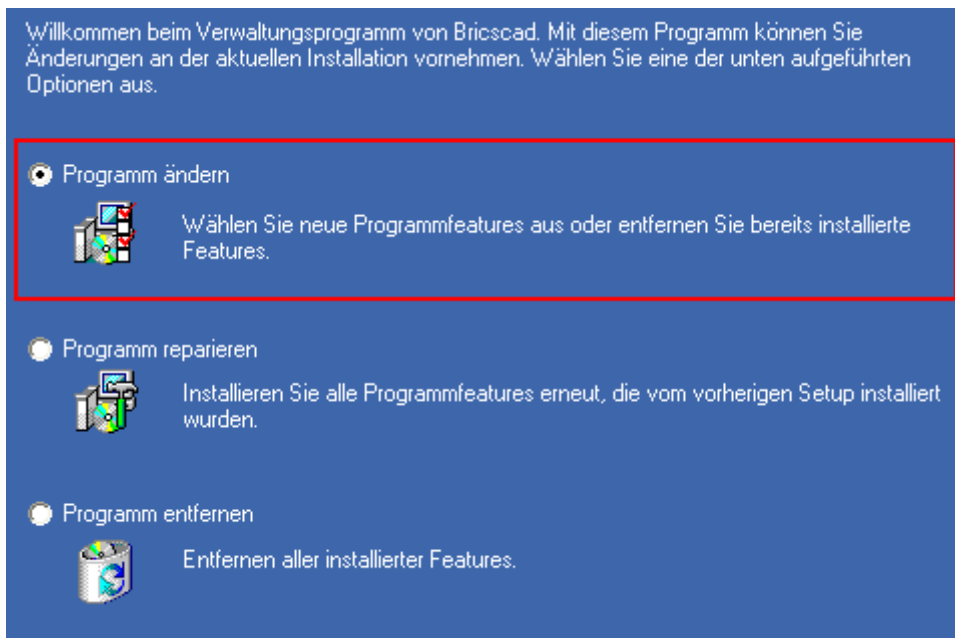 Willkommen beim Verwaltungsprogramm von Bricscad. Mit diesem Programm können Sie
Änderungen an der aktuellen Installation vornehmen. Wählen Sie eine der unten aufgeführten
Optionen aus.
Programm ändern
Wählen Sie neue Programmfeatures aus oder entfernen Sie bereits installierte
Features.
Programm reparieren
Installieren Sie alle Programmfeatures erneut, die vom vorherigen Setup installiert
wurden.
Programm entfernen
Entfernen aller installierter Features.